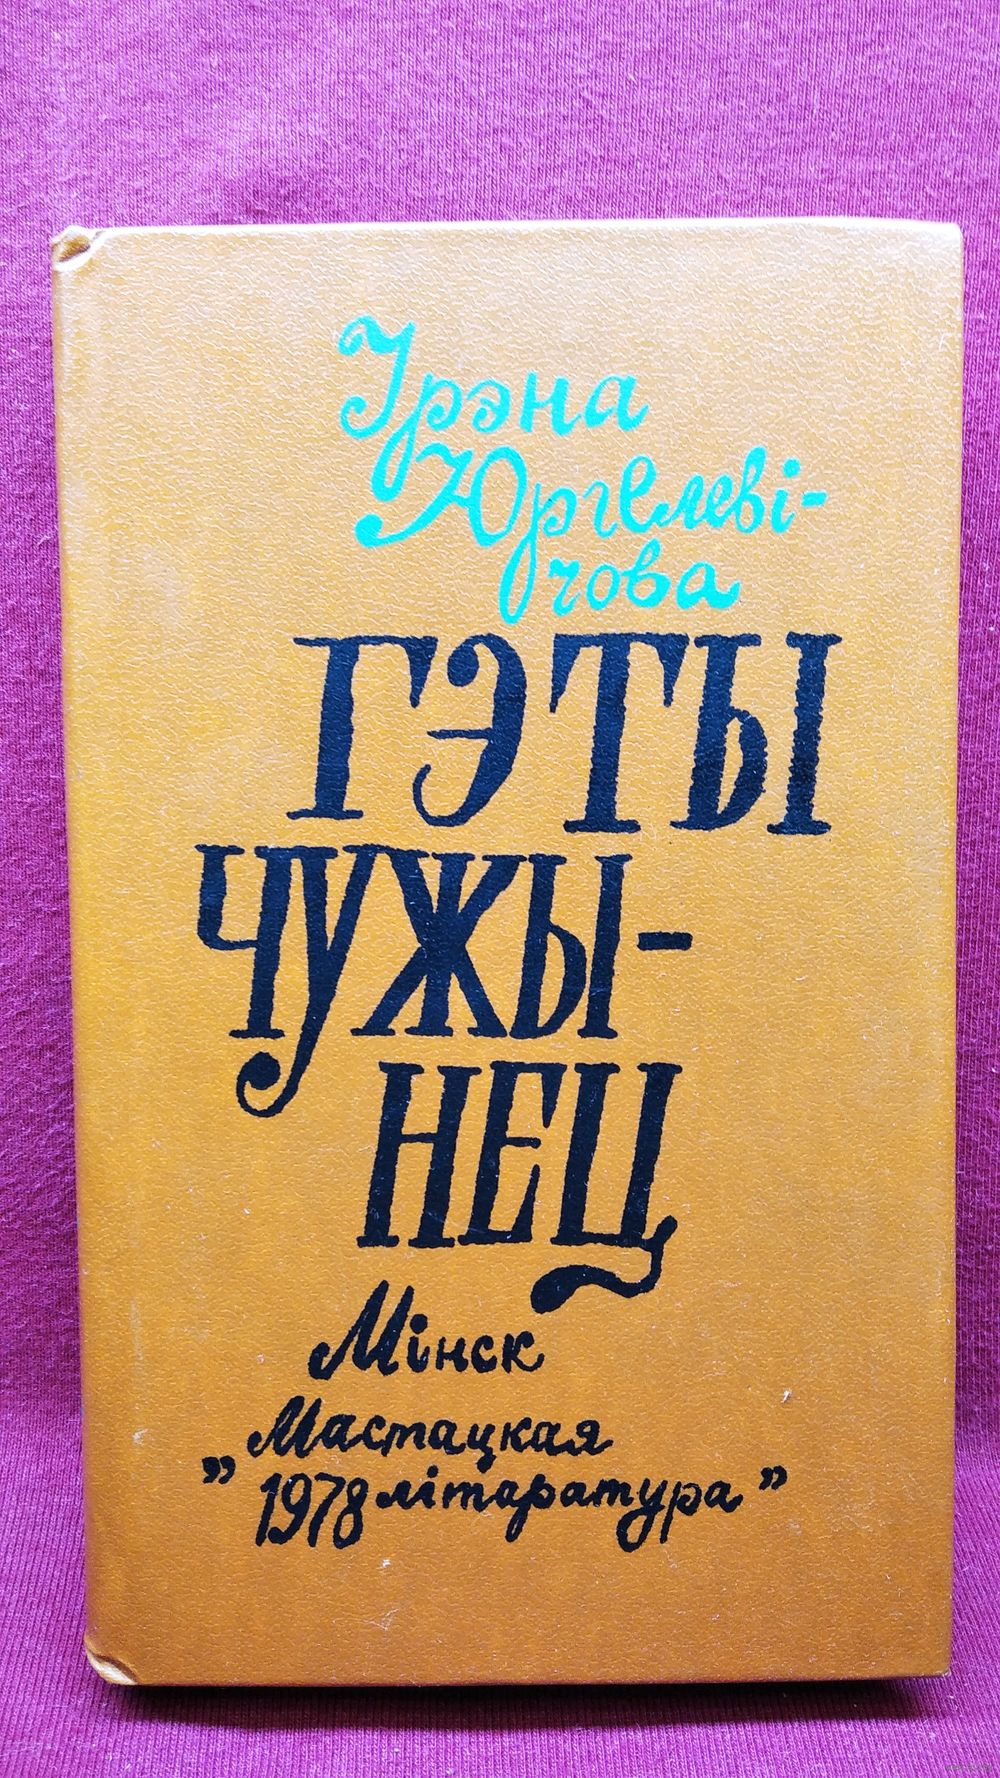 Ірэна
Юргелеві-
чова
ГЭТЫ
ЧУЖЫ-
НЕЦ
Мінск
"Мастацкая
1978 літаратура"